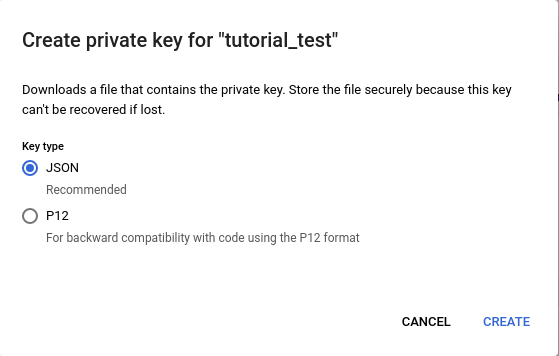 Create private key for "tutorial_test"
Downloads a file that contains the private key. Store the file securely because this key
can't be recovered if lost.
Key type
JSON
Recommended
P12
For backward compatibility with code using the P12 format
CANCEL CREATE